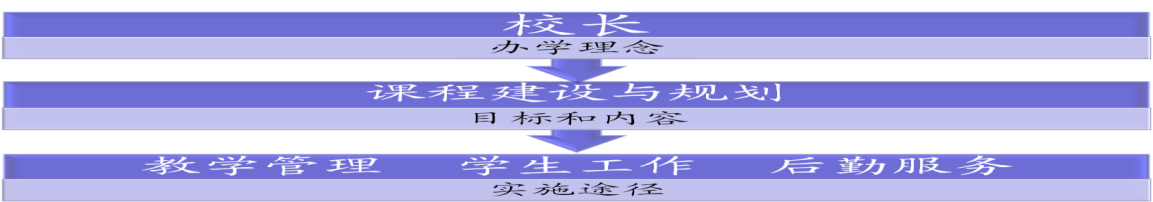 校长
办学理念
课程建设与规划
目标和内容
教学管理 学生工作 后勤服务
实施途径